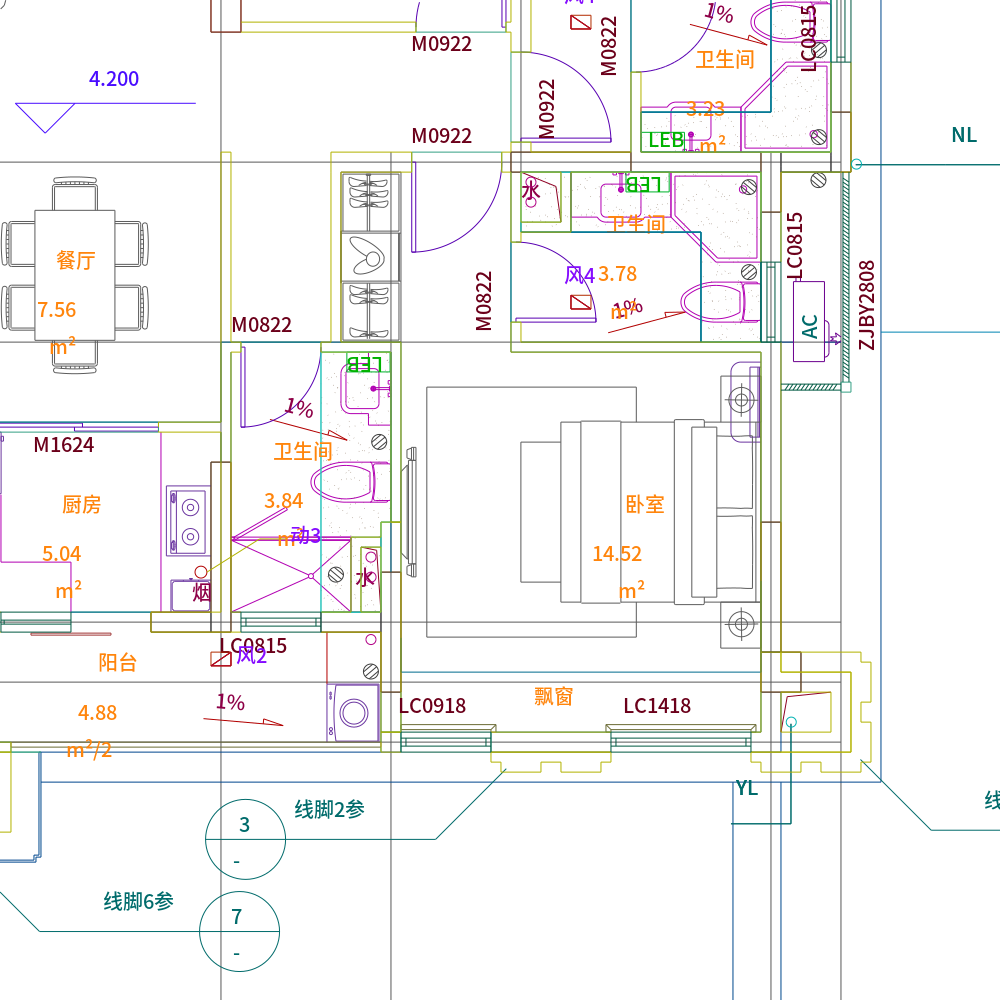 1%
M0922
M0822
LC0815
卫生间
4.200
M0922
M0922
3.23
m²
LEB
NL
水
LEB
卫生间
LC0815
餐厅
7.56
m²
M0822
M0822
风4
3.78
m²
1%
AC
ZJBY2808
LEB
1%
M1624
卫生间
厨房
3.84
m²
卧室
5.04
m²
动3
14.52
m²
水
烟
LC0815
风2
阳台
4.88
m²/2
1%
LC0918
飘窗
LC1418
YL
线脚2参
3
-
线
线脚6参
7
-